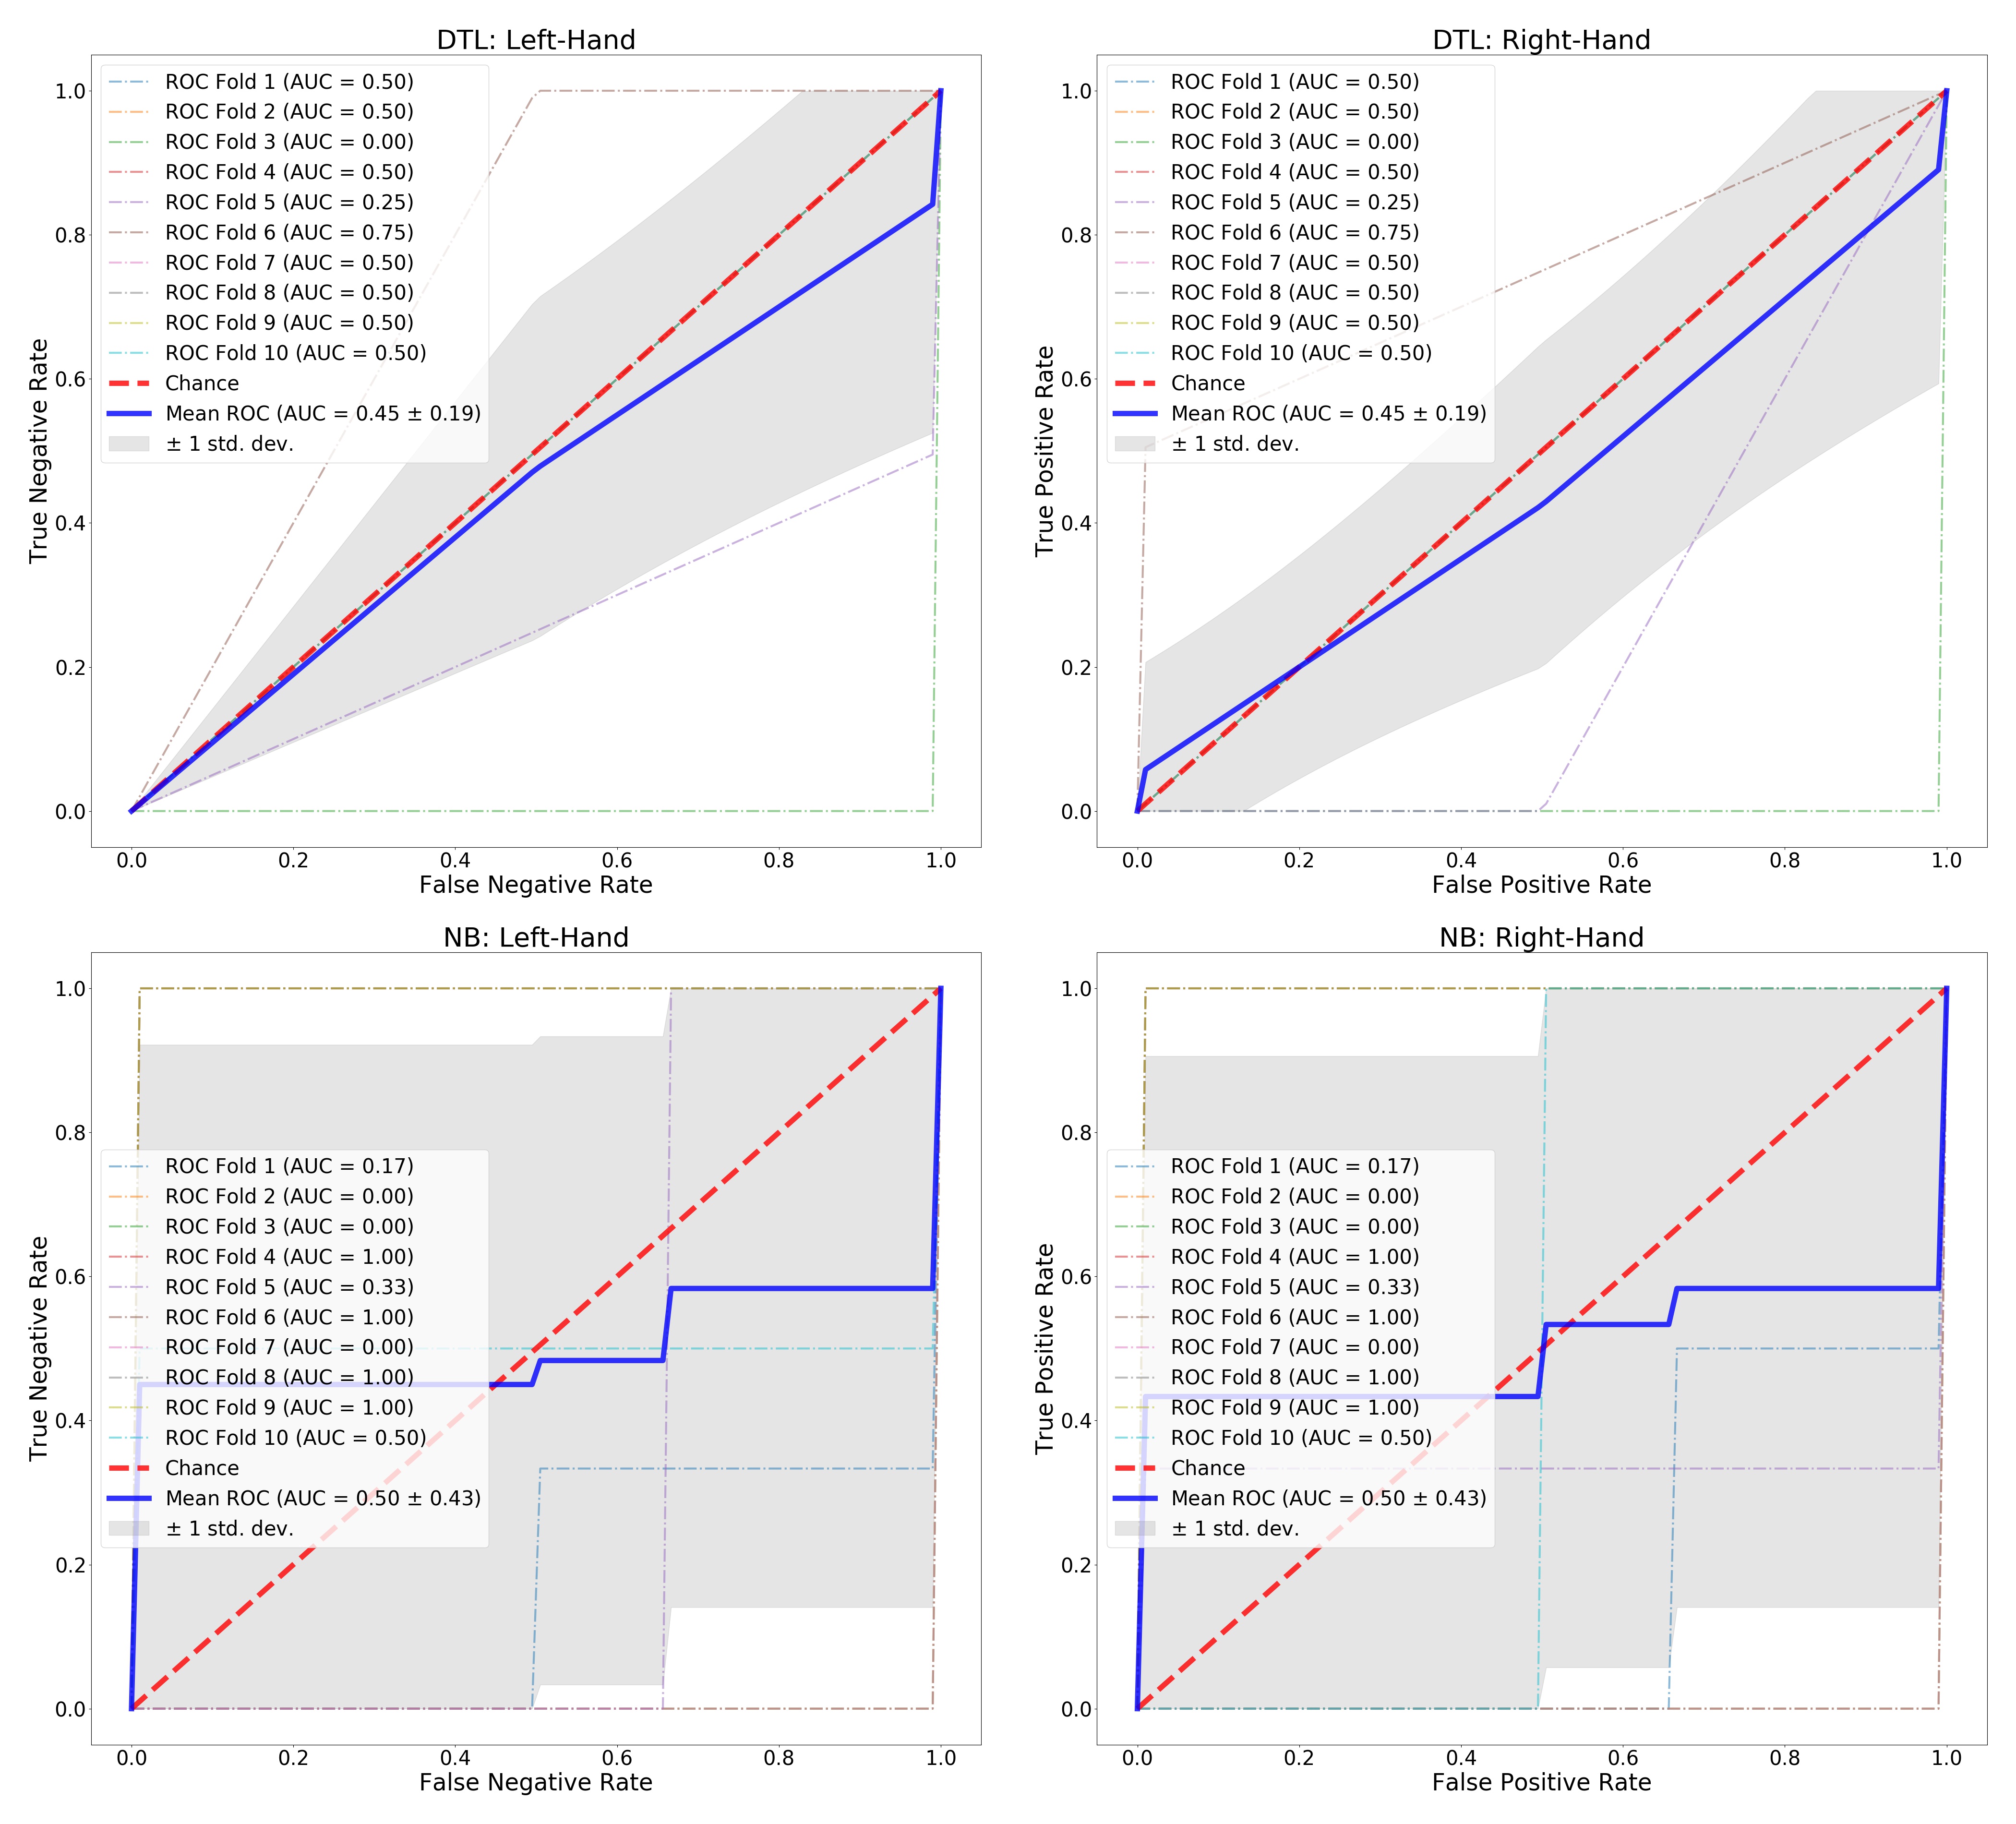 DTL: Left-Hand
1.0
0.8
0.6
0.4
0.2
0.0
True Negative Rate
ROC Fold 1 (AUC = 0.50)
ROC Fold 2 (AUC = 0.50)
ROC Fold 3 (AUC = 0.00)
ROC Fold 4 (AUC = 0.50)
ROC Fold 5 (AUC = 0.25)
ROC Fold 6 (AUC = 0.75)
ROC Fold 7 (AUC = 0.50)
ROC Fold 8 (AUC = 0.50)
ROC Fold 9 (AUC = 0.50)
ROC Fold 10 (AUC = 0.50)
Chance
Mean ROC (AUC = 0.45 ± 0.19)
± 1 std. dev.
0.0 0.2 0.4 0.6 0.8 1.0
False Negative Rate
DTL: Right-Hand
1.0
0.8
0.6
0.4
0.2
0.0
True Positive Rate
ROC Fold 1 (AUC = 0.50)
ROC Fold 2 (AUC = 0.50)
ROC Fold 3 (AUC = 0.00)
ROC Fold 4 (AUC = 0.50)
ROC Fold 5 (AUC = 0.25)
ROC Fold 6 (AUC = 0.75)
ROC Fold 7 (AUC = 0.50)
ROC Fold 8 (AUC = 0.50)
ROC Fold 9 (AUC = 0.50)
ROC Fold 10 (AUC = 0.50)
Chance
Mean ROC (AUC = 0.45 ± 0.19)
± 1 std. dev.
0.0 0.2 0.4 0.6 0.8 1.0
False Positive Rate
NB: Left-Hand
1.0
0.8
0.6
0.4
0.2
0.0
True Negative Rate
ROC Fold 1 (AUC = 0.17)
ROC Fold 2 (AUC = 0.00)
ROC Fold 3 (AUC = 0.00)
ROC Fold 4 (AUC = 1.00)
ROC Fold 5 (AUC = 0.33)
ROC Fold 6 (AUC = 1.00)
ROC Fold 7 (AUC = 0.00)
ROC Fold 8 (AUC = 1.00)
ROC Fold 9 (AUC = 1.00)
ROC Fold 10 (AUC = 0.50)
Chance
Mean ROC (AUC = 0.50 ± 0.43)
± 1 std. dev.
0.0 0.2 0.4 0.6 0.8 1.0
False Negative Rate
NB: Right-Hand
1.0
0.8
0.6
0.4
0.2
0.0
True Positive Rate
ROC Fold 1 (AUC = 0.17)
ROC Fold 2 (AUC = 0.00)
ROC Fold 3 (AUC = 0.00)
ROC Fold 4 (AUC = 1.00)
ROC Fold 5 (AUC = 0.33)
ROC Fold 6 (AUC = 1.00)
ROC Fold 7 (AUC = 0.00)
ROC Fold 8 (AUC = 1.00)
ROC Fold 9 (AUC = 1.00)
ROC Fold 10 (AUC = 0.50)
Chance
Mean ROC (AUC = 0.50 ± 0.43)
± 1 std. dev.
0.0 0.2 0.4 0.6 0.8 1.0
False Positive Rate